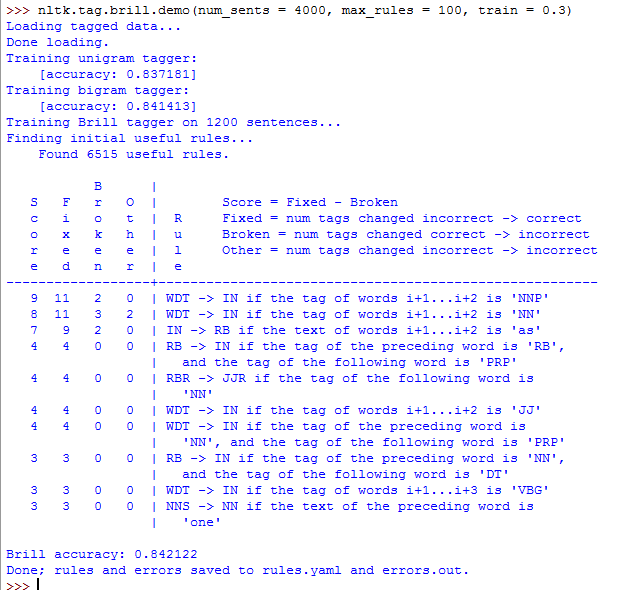 >>> nltk.tag.brill.demo(num_sents = 4000, max_rules = 100, train = 0.3)
Loading tagged data...
Done loading.
Training unigram tagger:
    [accuracy: 0.837181]
Training bigram tagger:
    [accuracy: 0.841413]
Training Brill tagger on 1200 sentences...
Finding initial useful rules...
    Found 6515 useful rules.

           B      |
   S   F   r   O  |        Score = Fixed - Broken
   c   i   o   t  |  R     Fixed = num tags changed incorrect -> correct
   o   x   k   h  |  u     Broken = num tags changed correct -> incorrect
   r   e   e   e  |  l     Other = num tags changed incorrect -> incorrect
   e   d   n   r  |  e
------------------+-------------------------------------------------------
   9  11   2   0  | WDT -> IN if the tag of words i+1...i+2 is 'NNP'
   8  11   3   2  | WDT -> IN if the tag of words i+1...i+2 is 'NN'
   7   9   2   0  | IN -> RB if the text of words i+1...i+2 is 'as'
   4   4   0   0  | RB -> IN if the tag of the preceding word is 'RB',
                  |   and the tag of the following word is 'PRP'
   4   4   0   0  | RBR -> JJR if the tag of the following word is
                  |   'NN'
   4   4   0   0  | WDT -> IN if the tag of words i+1...i+2 is 'JJ'
   4   4   0   0  | WDT -> IN if the tag of the preceding word is
                  |   'NN', and the tag of the following word is 'PRP'
   3   3   0   0  | RB -> IN if the tag of the preceding word is 'NN',
                  |   and the tag of the following word is 'DT'
   3   3   0   0  | WDT -> IN if the tag of words i+1...i+3 is 'VBG'
   3   3   0   0  | NNS -> NN if the text of the preceding word is
                  |   'one'

Brill accuracy: 0.842122
Done; rules and errors saved to rules.yaml and errors.out.
>>>